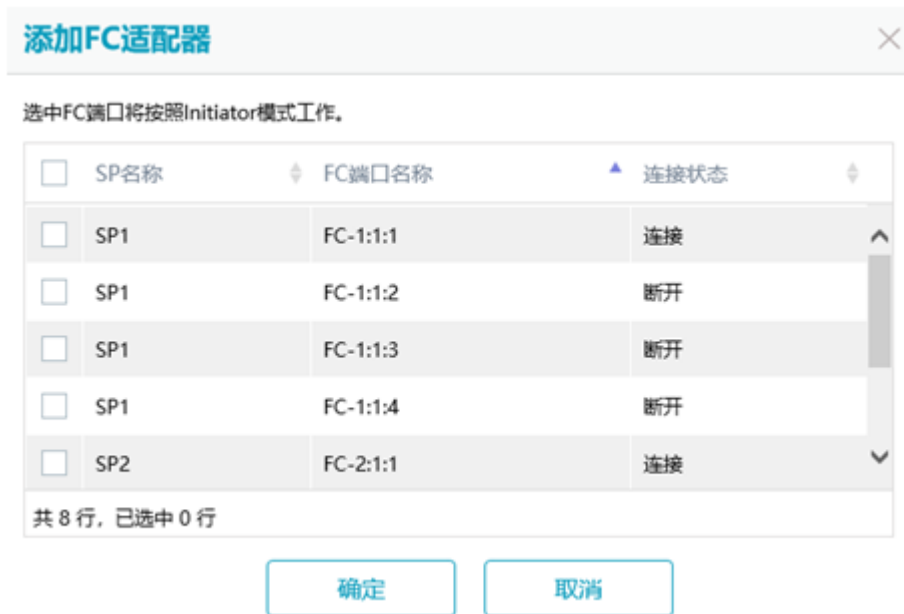 添加FC适配器
选中FC端口将按照Initiator模式工作。
SP名称 FC端口名称 连接状态
SP1 FC-1:1:1 连接
SP1 FC-1:1:2 断开
SP1 FC-1:1:3 断开
SP1 FC-1:1:4 断开
SP2 FC-2:1:1 连接
共 8 行，已选中 0 行
确定 取消